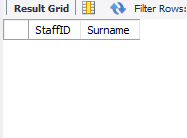 Result Grid Filter Rows:
StaffID Surname